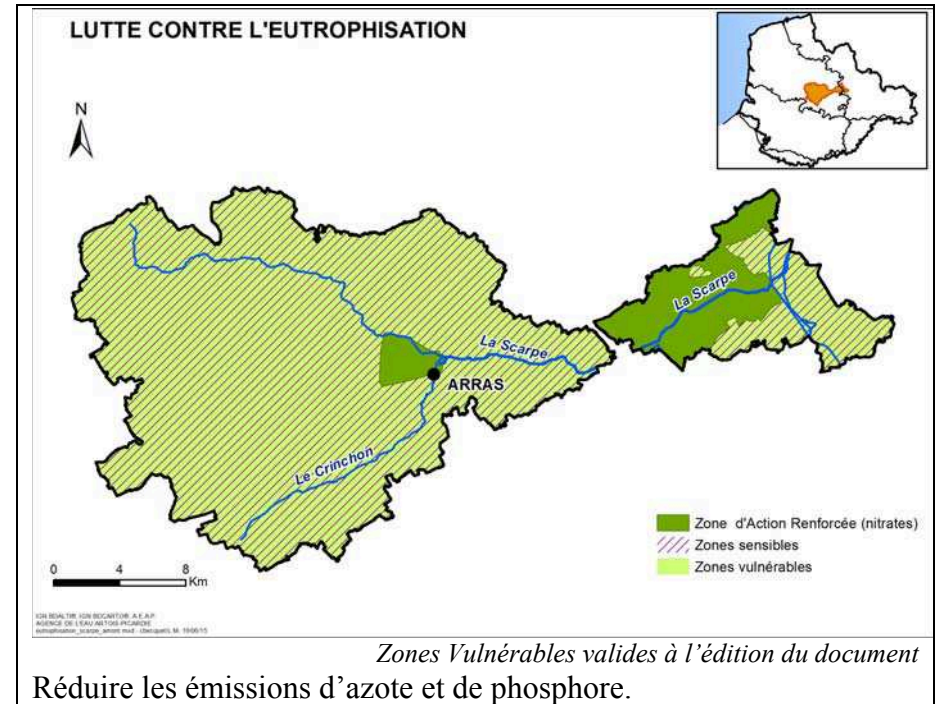 LUTTE CONTRE L'EUTROPHISATION
N
La Scarpe
La Scarpe
ARRAS
Le Crinchon
Zone d'Action Renforcée (nitrates)
Zones sensibles
Zones vulnérables
0 4 8
Km
AGENCE DE L'EAU ARTOIS-PICARDIE
Zones Vulnérables valides à l'édition du document
Réduire les émissions d'azote et de phosphore.